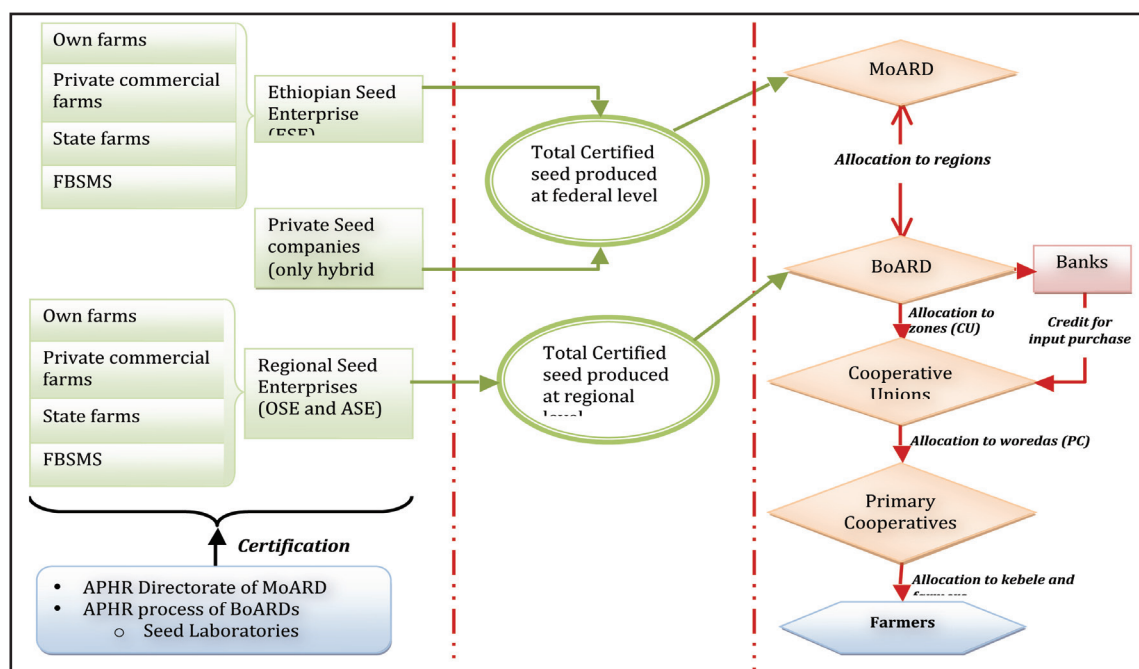 Own farms
Private commercial
farms
State farms
FBSMS
Ethiopian Seed
Enterprise
(ESE)
Private Seed
companies
(only hybrid
Own farms
Private commercial
farms
State farms
FBSMS
Regional Seed
Enterprises
(OSE and ASE)
Certification
• APHR Directorate of MoARD
• APHR process of BoARDs
o Seed Laboratories
Total Certified
seed produced
at federal level
Total Certified
seed produced
at regional
level
MoARD
Allocation to regions
BoARD
Banks
Allocation to
zones (CU)
Credit for
input purchase
Cooperative
Unions
Allocation to woredas (PC)
Primary
Cooperatives
Allocation to kebele and
Farmers